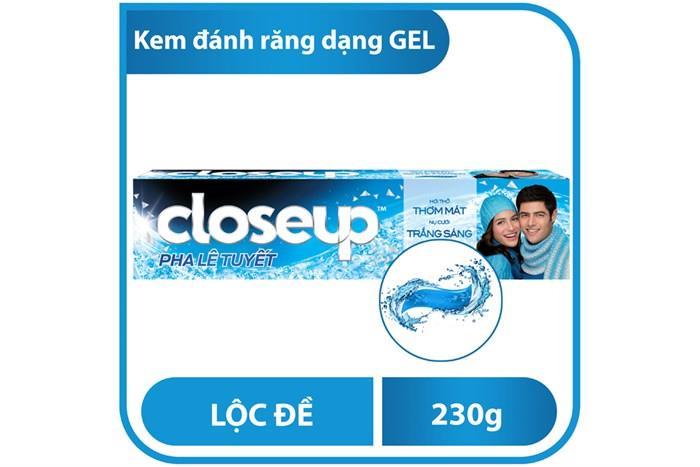 Kem đánh răng dạng GEL
closeup™
PHA LÊ TUYẾT
HƠI THỞ
THƠM MÁT
NỤ CƯỜI
TRẮNG SÁNG
LỘC ĐỀ
230g